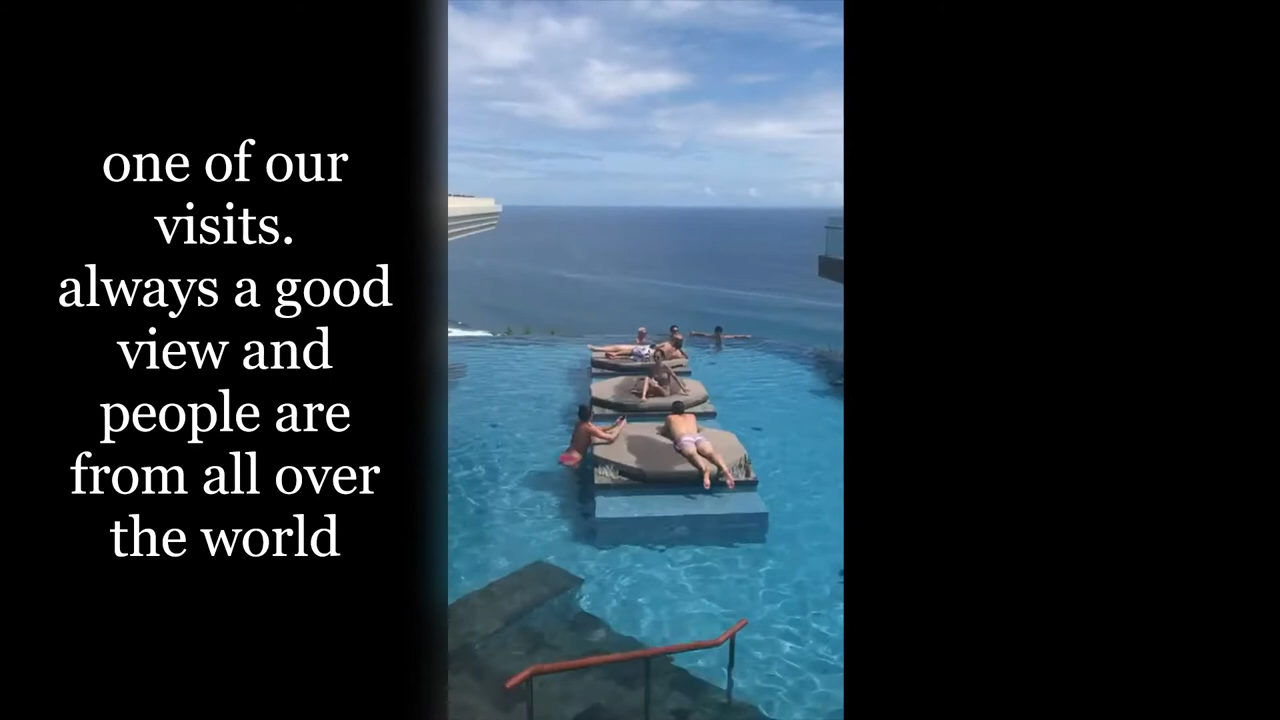 one of our
visits.
always a good
view and
people are
from all over
the world